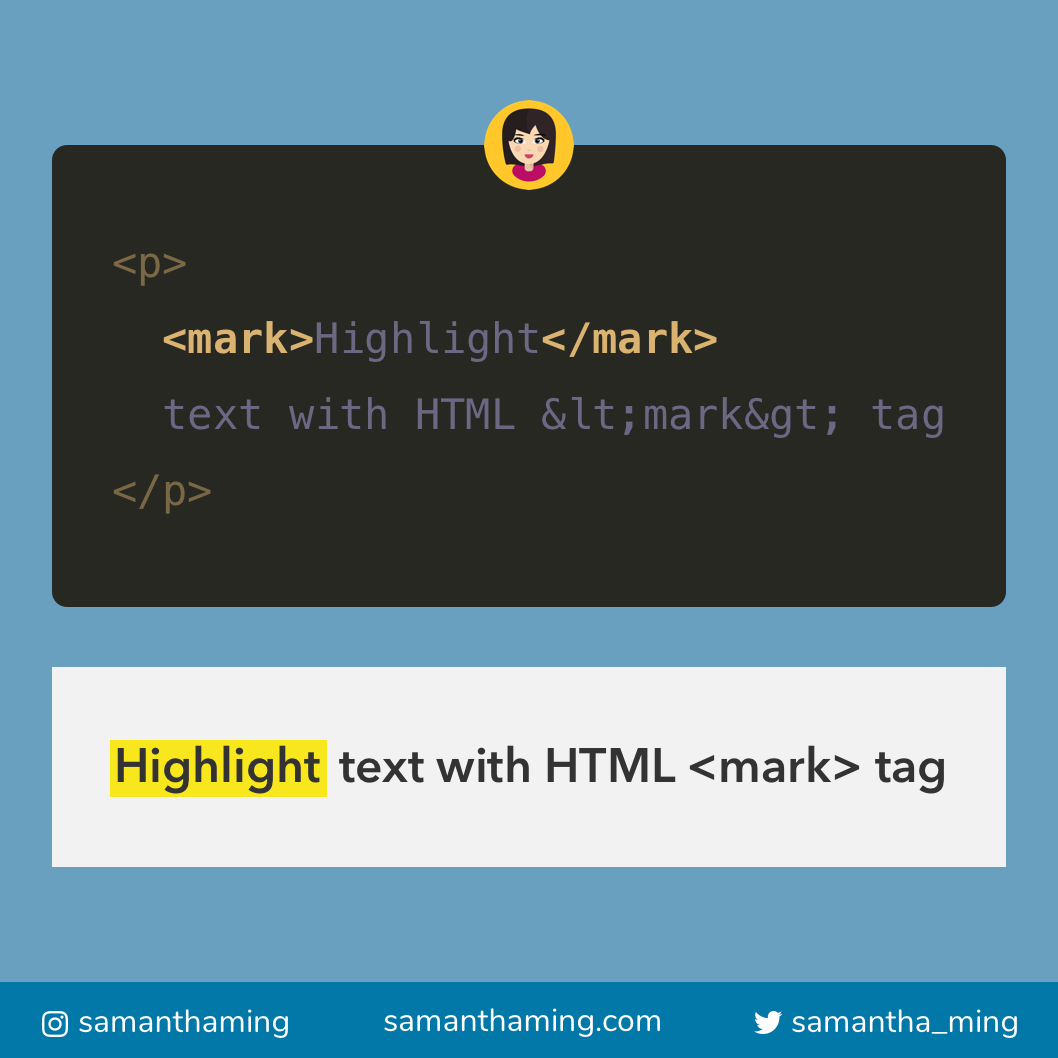 <p>
<mark>Highlight</mark>
text with HTML &lt;mark&gt; tag
</p>
Highlight text with HTML <mark> tag
samanthaming samanthaming.com samantha_ming